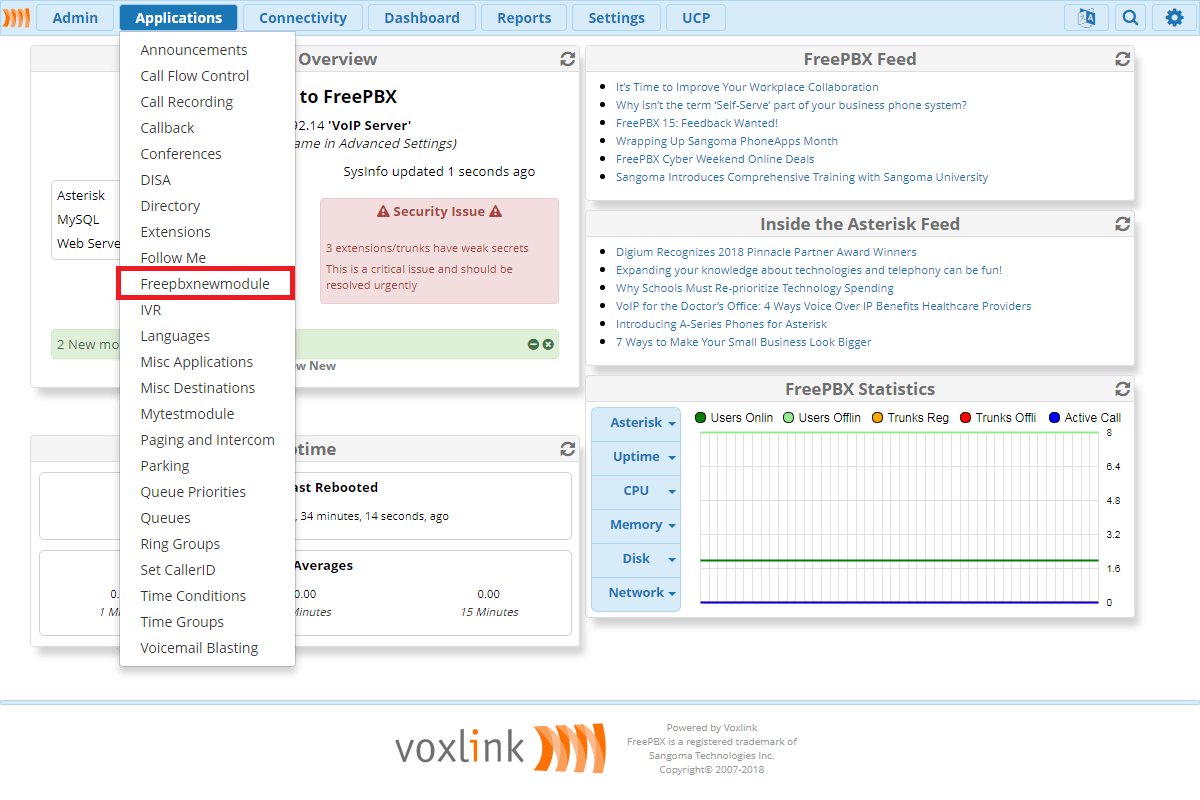 Admin
Applications
Connectivity
Dashboard
Reports
Settings
UCP
Announcements
Call Flow Control
Call Recording
Callback
Conferences
DISA
Directory
Extensions
Follow Me
Freepbxnewmodule
IVR
Languages
Misc Applications
Misc Destinations
Mytestmodule
Paging and Intercom
Parking
Queue Priorities
Queues
Ring Groups
Set CallerID
Time Conditions
Time Groups
Voicemail Blasting
Overview
to FreePBX
92.14 'VoIP Server'
ame in Advanced Settings)
SysInfo updated 1 seconds ago
Asterisk
MySQL
Web Serve
Security Issue
3 extensions/trunks have weak secrets
This is a critical issue and should be
resolved urgently
2 New mo
w New
ptime
ast Rebooted
, 34 minutes, 14 seconds, ago
Averages
0.
0.00
0.00
1 M
Minutes
15 Minutes
FreePBX Feed
It's Time to Improve Your Workplace Collaboration
Why isn't the term 'Self-Serve' part of your business phone system?
FreePBX 15: Feedback Wanted!
Wrapping Up Sangoma PhoneApps Month
FreePBX Cyber Weekend Online Deals
Sangoma Introduces Comprehensive Training with Sangoma University
Inside the Asterisk Feed
Digium Recognizes 2018 Pinnacle Partner Award Winners
Expanding your knowledge about technologies and telephony can be fun!
Why Schools Must Re-prioritize Technology Spending
VoIP for the Doctor's Office: 4 Ways Voice Over IP Benefits Healthcare Providers
Introducing A-Series Phones for Asterisk
7 Ways to Make Your Small Business Look Bigger
FreePBX Statistics
Asterisk
Uptime
CPU
Memory
Disk
Network
Users Onlin
Users Offlin
Trunks Reg
Trunks Offli
Active Call
8
6.4
4.8
3.2
1.6
0
voxlink
Powered by Voxlink
FreePBX is a registered trademark of
Sangoma Technologies Inc.
Copyright© 2007-2018